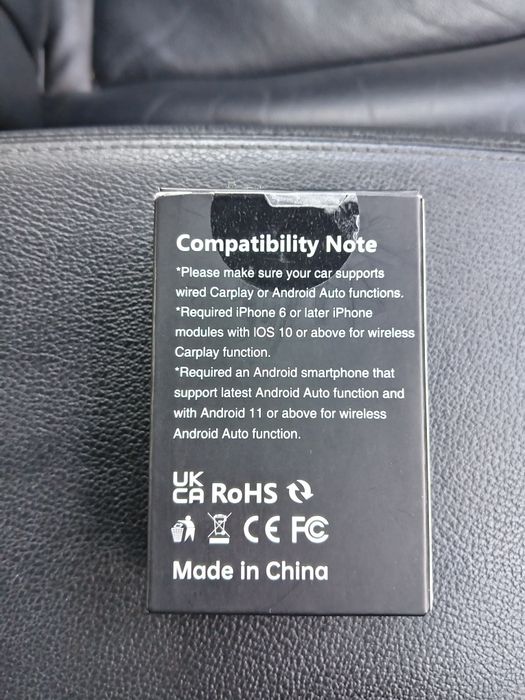 Compatibility Note
*Please make sure your car supports
wired Carplay or Android Auto functions.
*Required iPhone 6 or later iPhone
modules with IOS 10 or above for wireless
Carplay function.
*Required an Android smartphone that
support latest Android Auto function and
with Android 11 or above for wireless
Android Auto function.
UK
CA RoHS
CE FC
Made in China